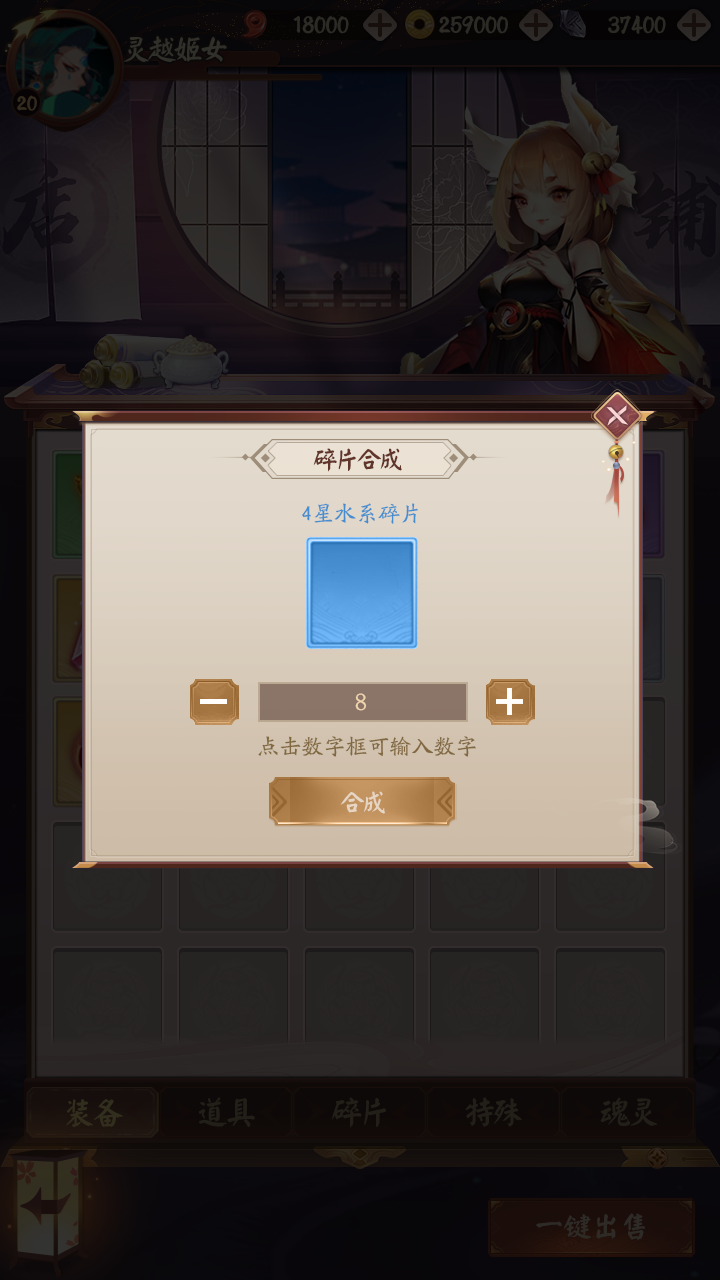 18000 259000 37400
灵越姬女
20
店 铺
碎片合成
4星水系碎片
8
点击数字框可输入数字
合成
装备 道具 碎片 特殊 魂灵
一键出售